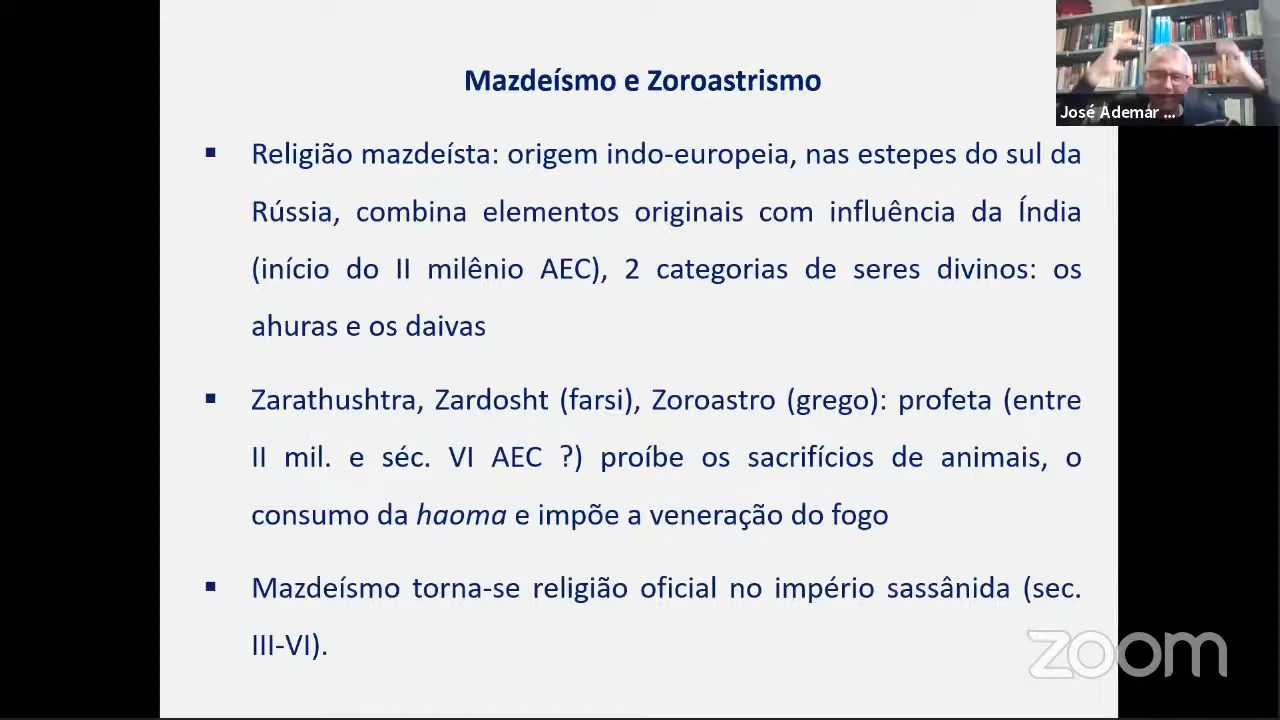 Mazdeísmo e Zoroastrismo
José Ademar ...
▪ Religião mazdeísta: origem indo-europeia, nas estepes do sul da
Rússia, combina elementos originais com influência da Índia
(início do II milênio AEC), 2 categorias de seres divinos: os
ahuras e os daivas
▪ Zarathushtra, Zardosht (farsi), Zoroastro (grego): profeta (entre
II mil. e séc. VI AEC ?) proíbe os sacrifícios de animais, o
consumo da haoma e impõe a veneração do fogo
▪ Mazdeísmo torna-se religião oficial no império sassânida (sec.
III-VI).
zoom